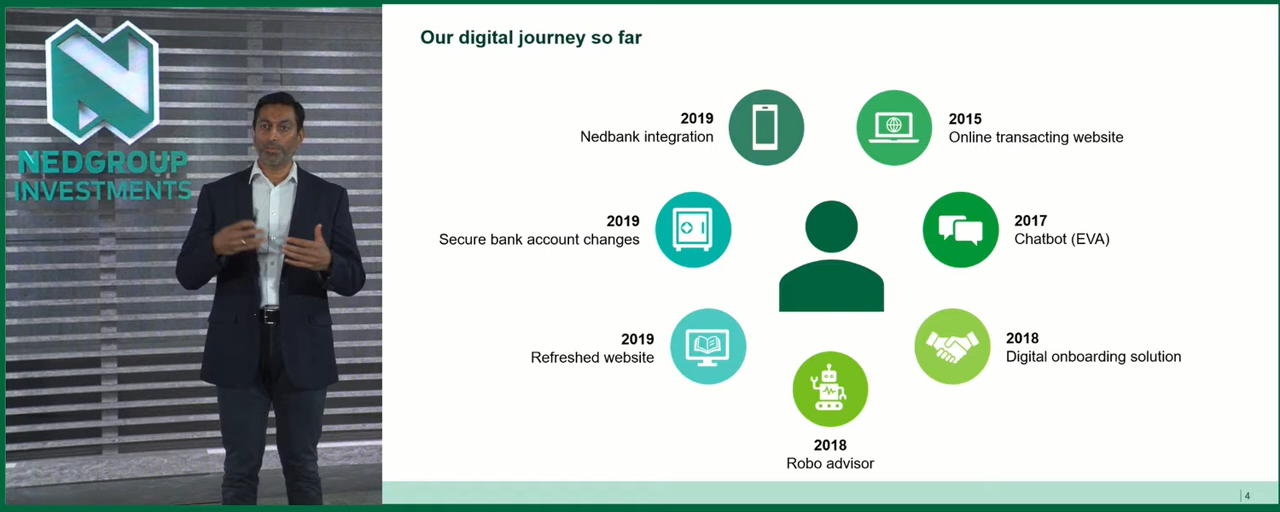 NEDGROUP
INVESTMENTS
Our digital journey so far
2019
Nedbank integration
2015
Online transacting website
2019
Secure bank account changes
2017
Chatbot (EVA)
2019
Refreshed website
2018
Digital onboarding solution
2018
Robo advisor
4